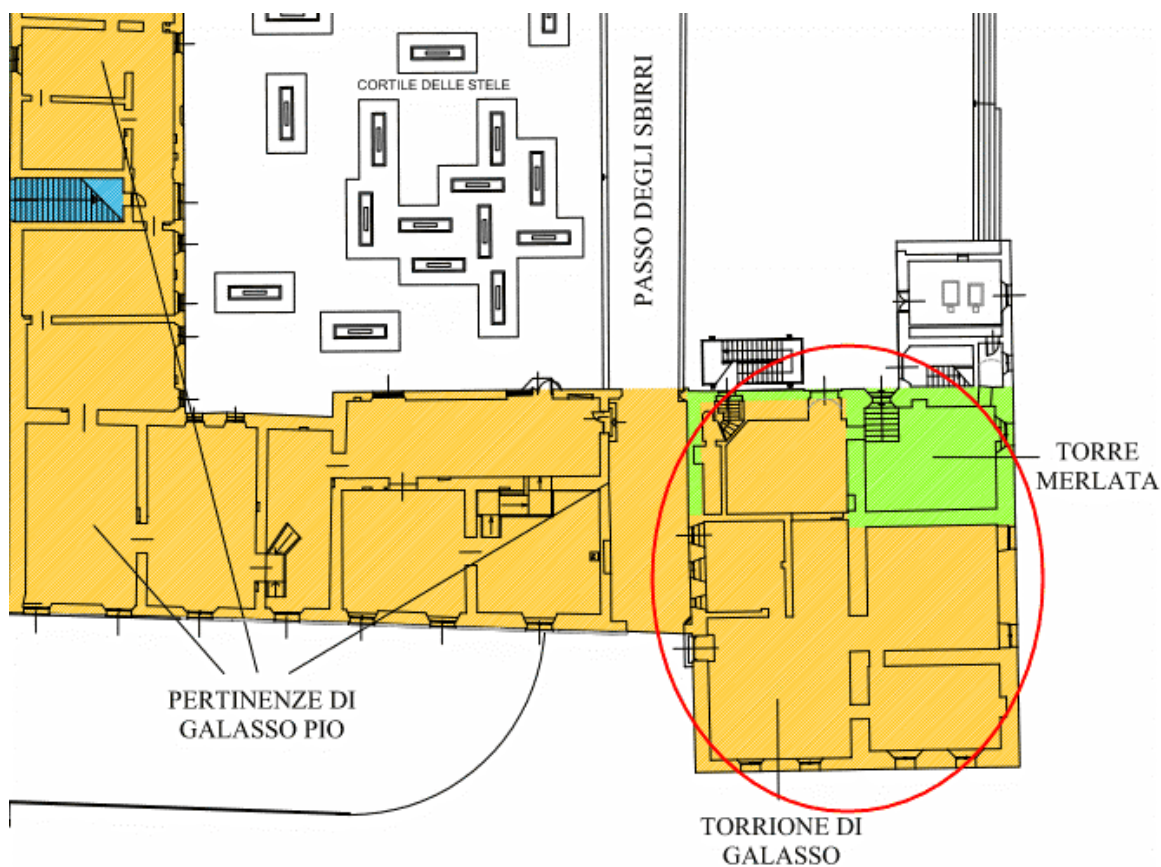 CORTILE DELLE STELE
PASSO DEGLI SBIRRI
TORRE
MERLATA
PERTINENZE DI
GALASSO PIO
TORRIONE DI
GALASSO